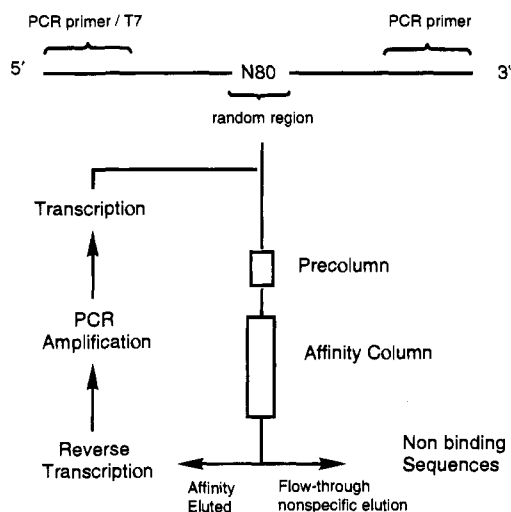 PCR primer / T7
PCR primer
5′
N80
3′
random region
Transcription
Precolumn
PCR
Amplification
Affinity Column
Reverse
Transcription
Affinity
Eluted
Flow-through
nonspecific elution
Non binding
Sequences